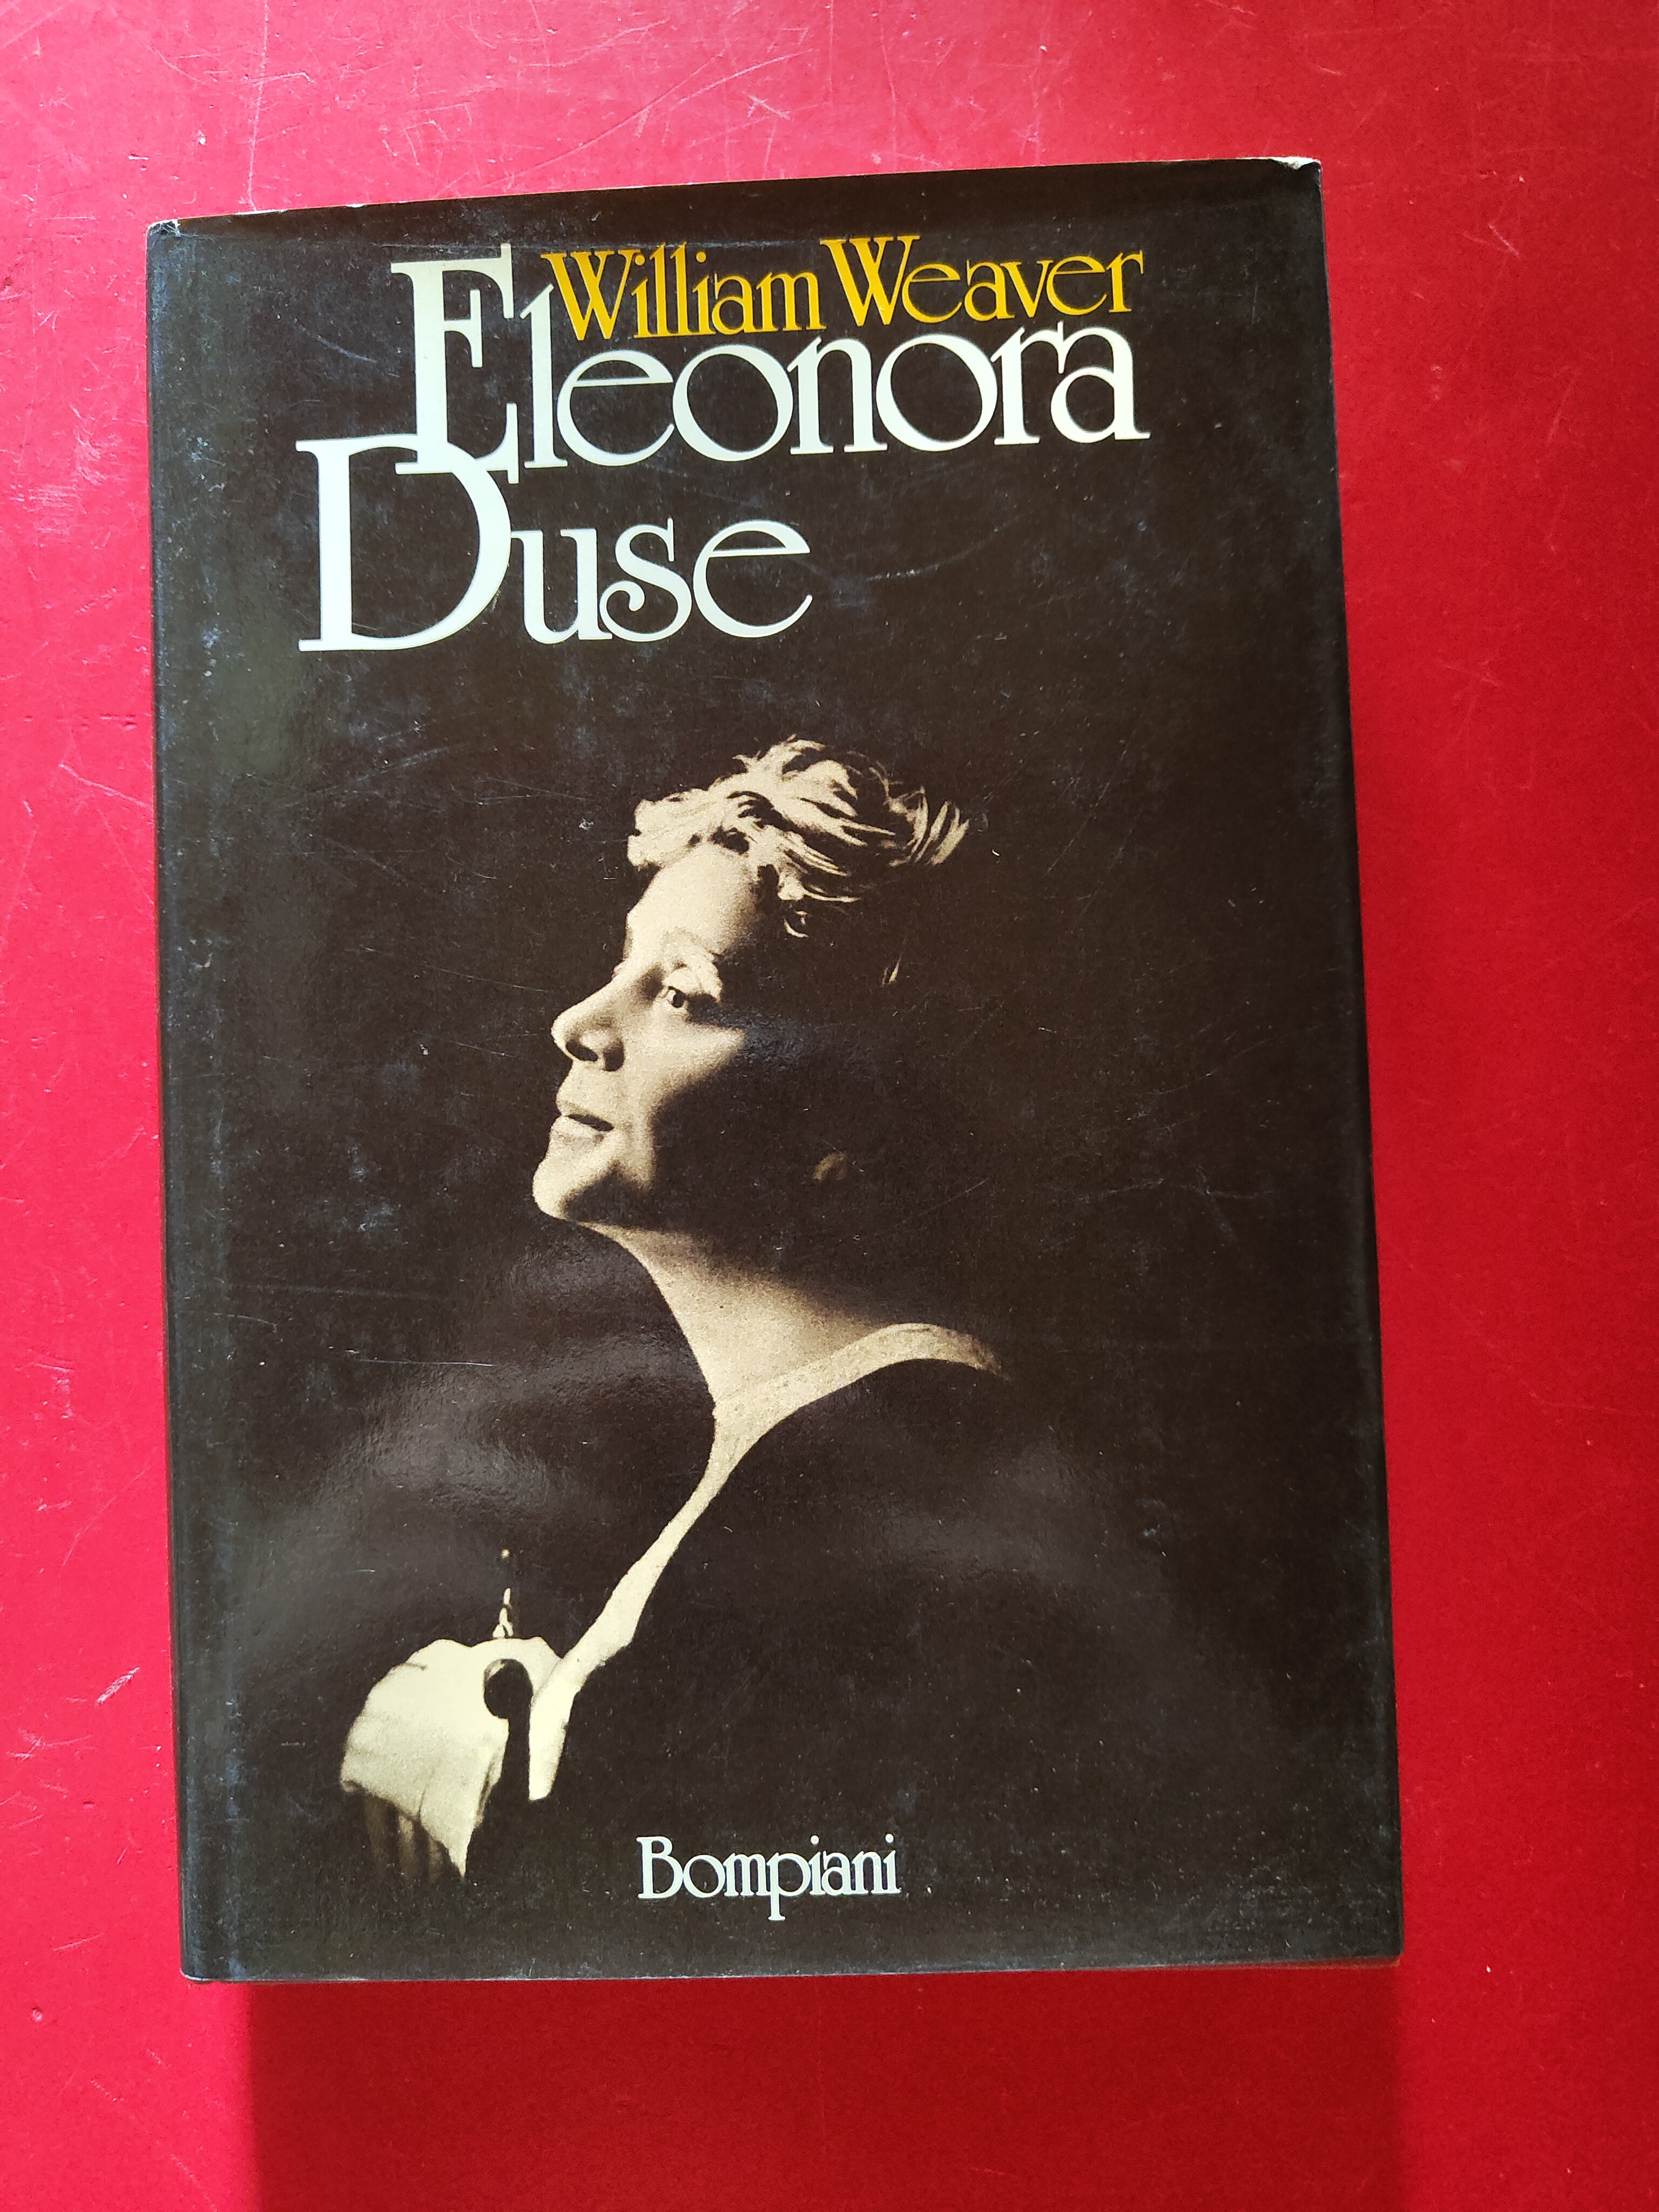 William Weaver
Eleonora
Duse
Bompiani